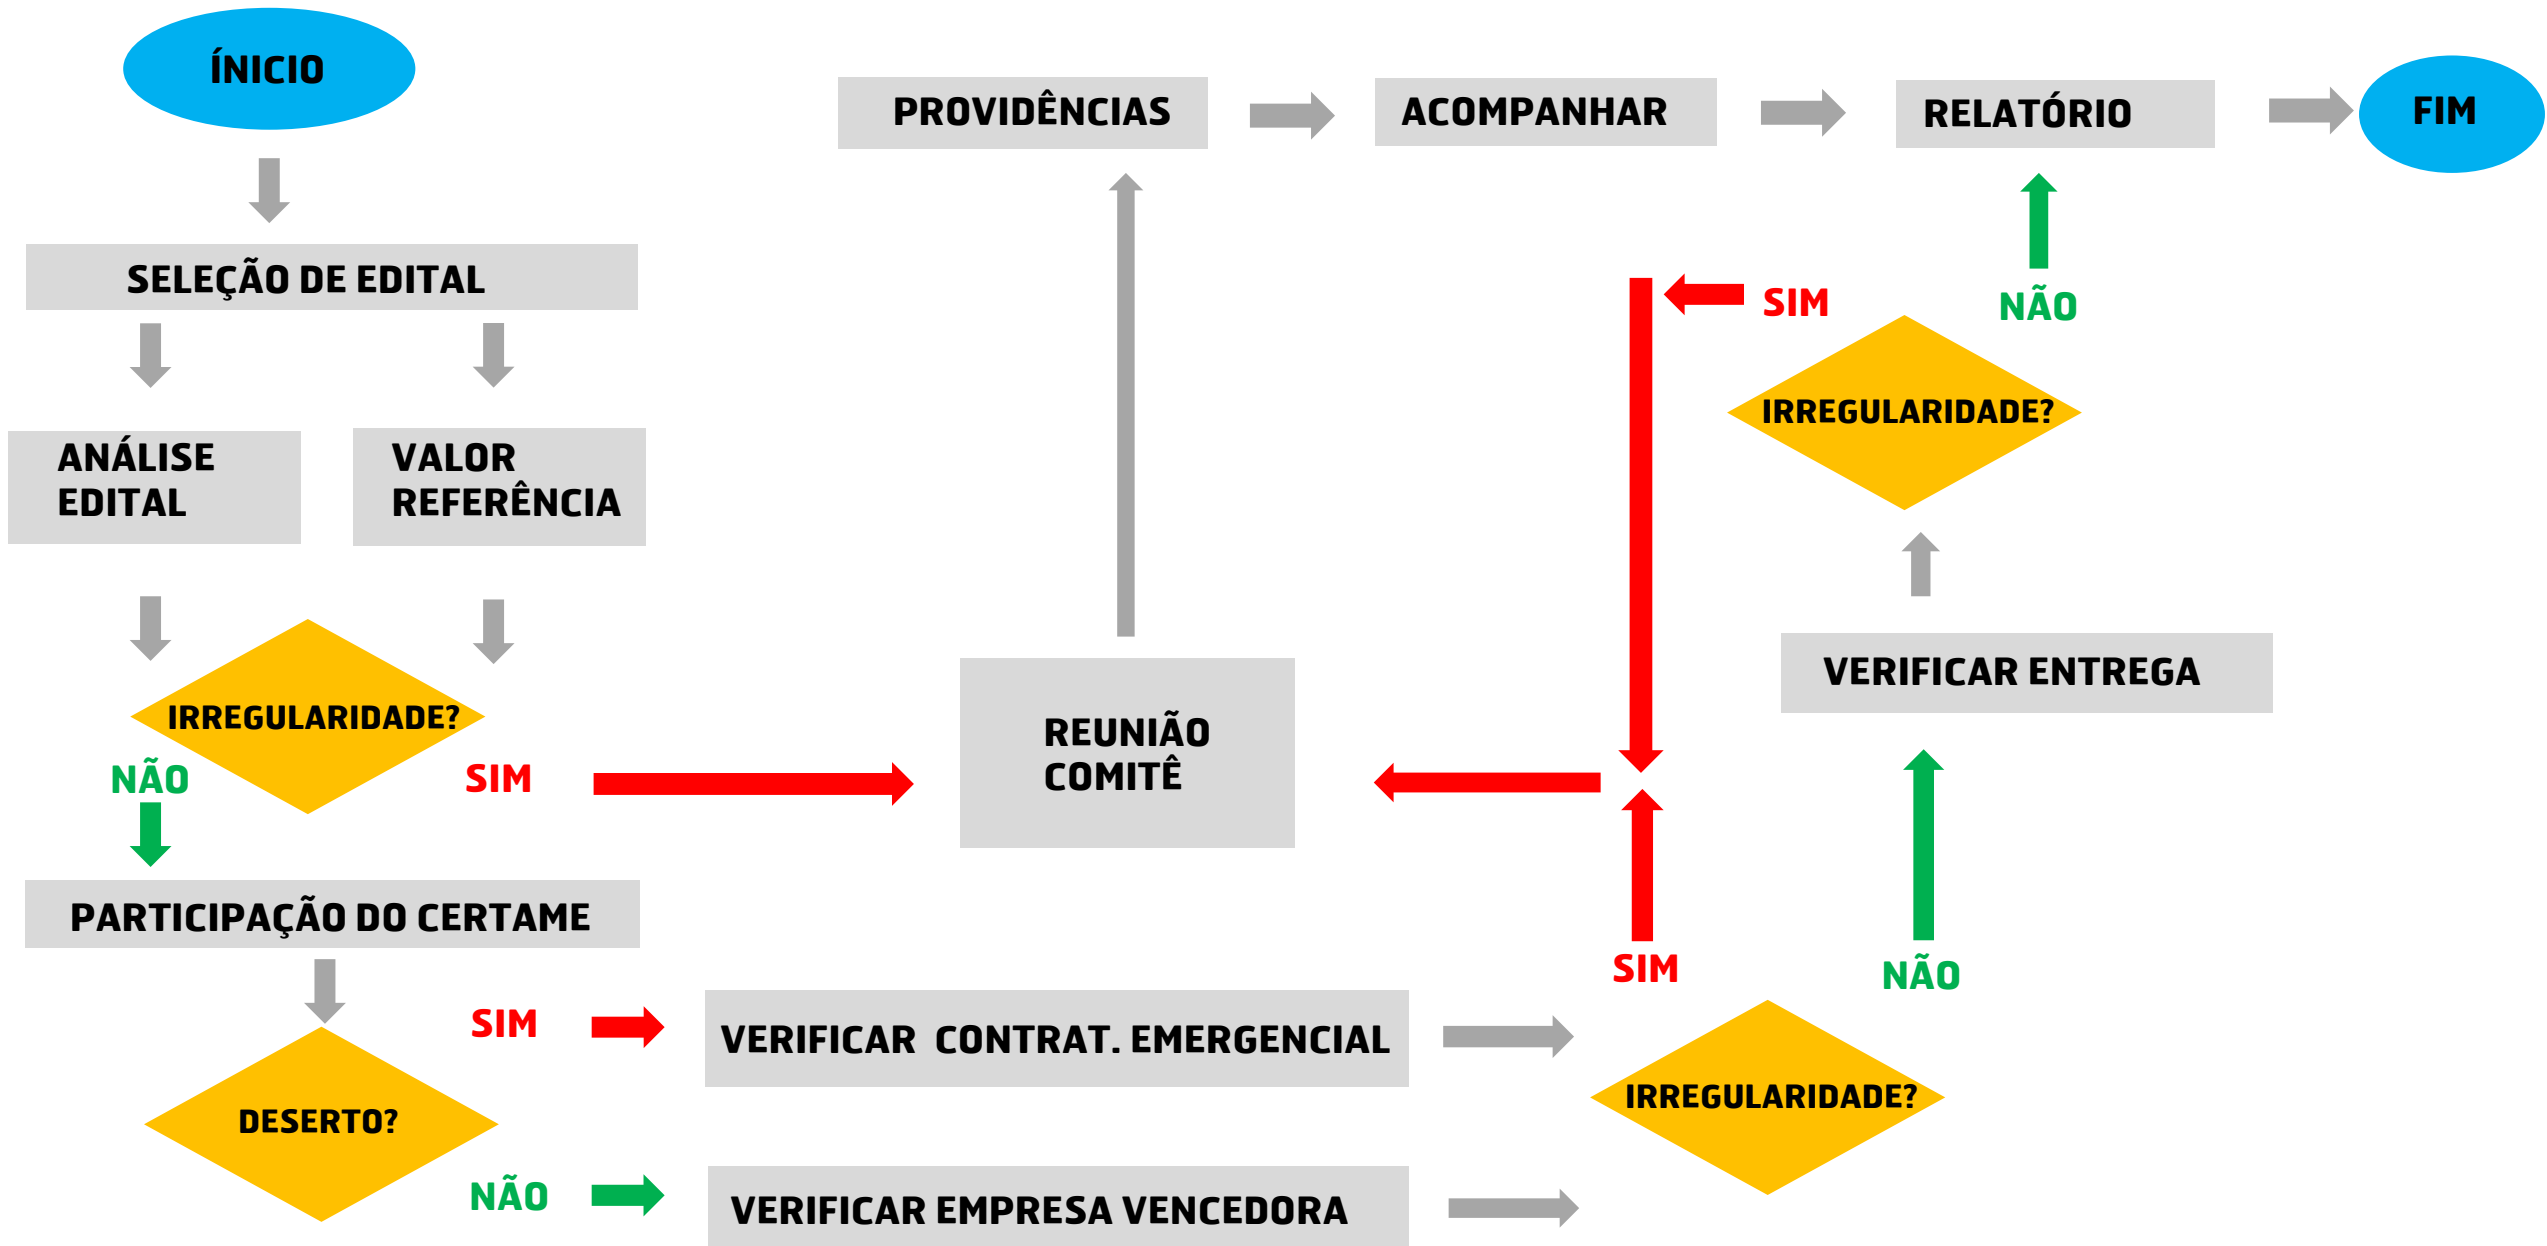 ÍNICIO
SELEÇÃO DE EDITAL
ANÁLISE
EDITAL
VALOR
REFERÊNCIA
IRREGULARIDADE?
NÃO
SIM
PARTICIPAÇÃO DO CERTAME
DESERTO?
SIM
NÃO
VERIFICAR CONTRAT. EMERGENCIAL
VERIFICAR EMPRESA VENCEDORA
IRREGULARIDADE?
SIM
NÃO
REUNIÃO
COMITÊ
VERIFICAR ENTREGA
IRREGULARIDADE?
SIM
NÃO
PROVIDÊNCIAS
ACOMPANHAR
RELATÓRIO
FIM